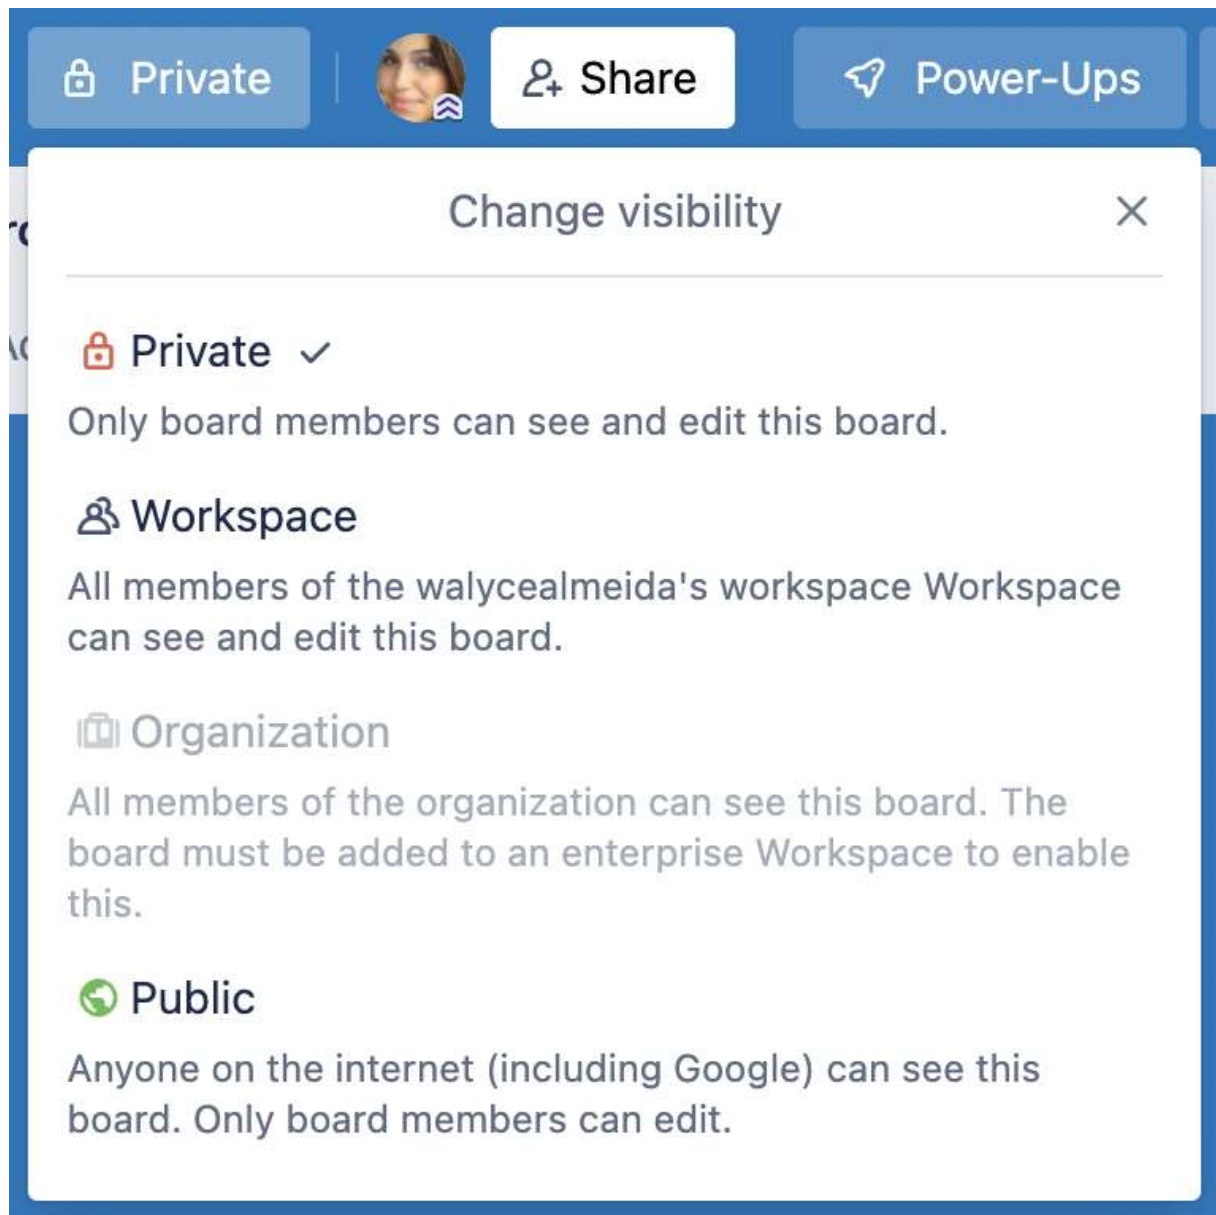 Private Share Power-Ups
Change visibility
Private
Only board members can see and edit this board.
Workspace
All members of the walycealmeida's workspace Workspace
can see and edit this board.
Organization
All members of the organization can see this board. The
board must be added to an enterprise Workspace to enable
this.
Public
Anyone on the internet (including Google) can see this
board. Only board members can edit.